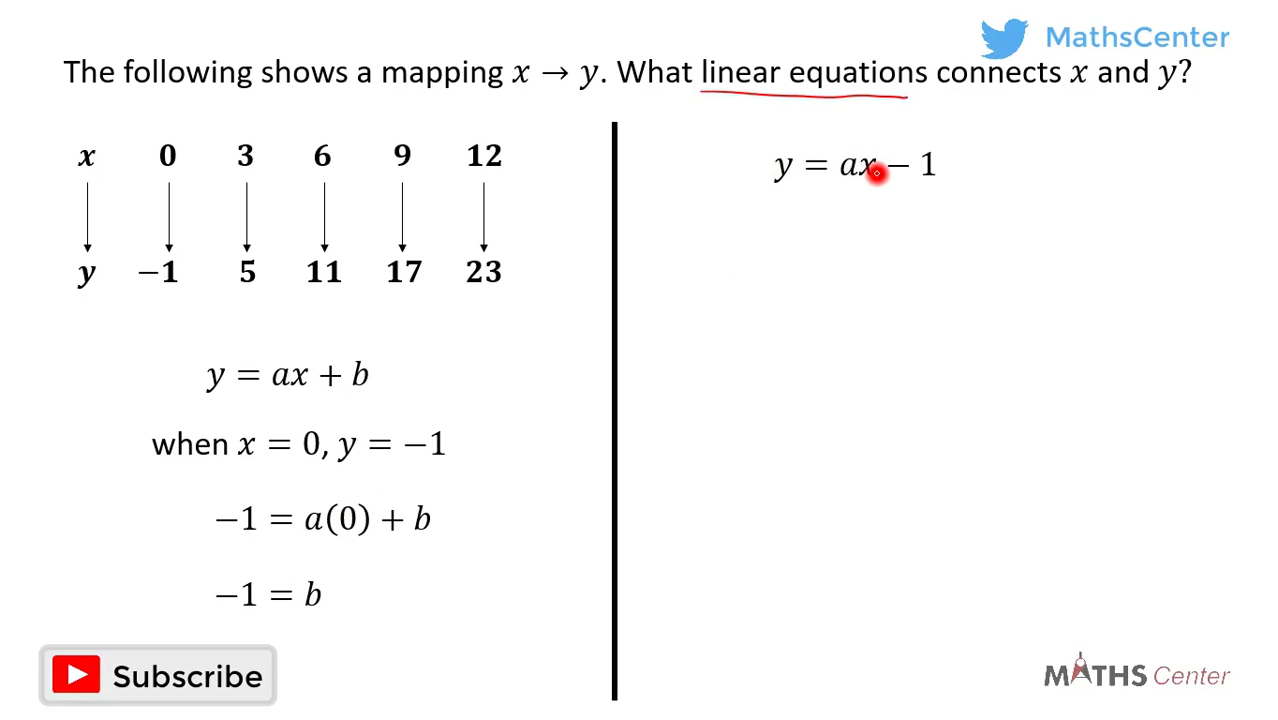 MathsCenter
The following shows a mapping x → y. What linear equations connects x and y?
x 0 3 6 9 12
y −1 5 11 17 23
y = ax + b
when x = 0, y = −1
−1 = a(0) + b
−1 = b
y = ax − 1
Subscribe
MATHS Center